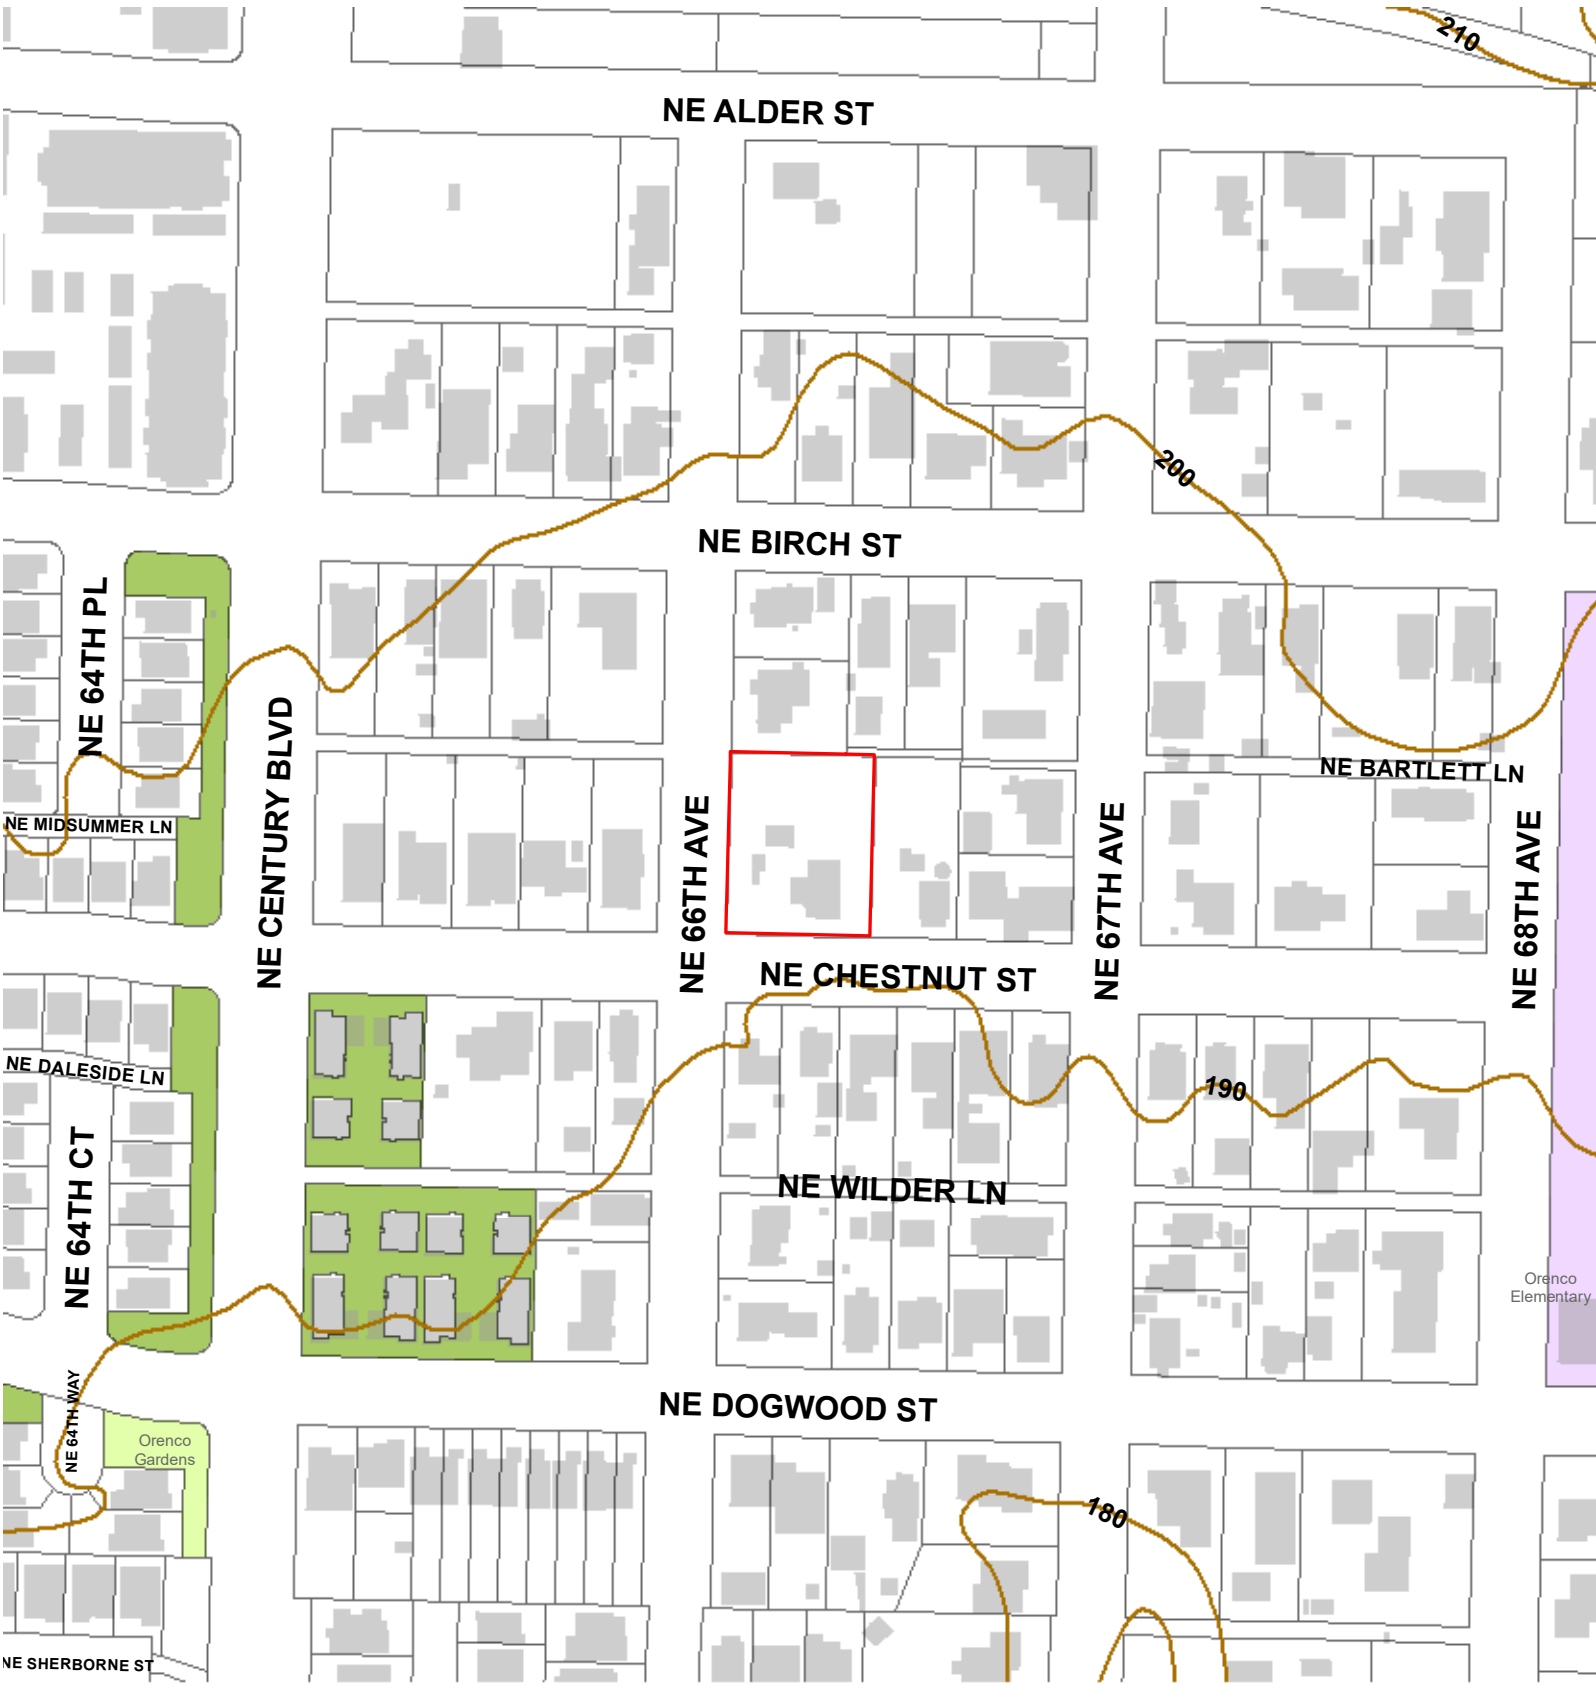 210
NE ALDER ST
200
NE BIRCH ST
NE 64TH PL
NE CENTURY BLVD
NE BARTLETT LN
NE MIDSUMMER LN
NE 66TH AVE
NE 67TH AVE
NE 68TH AVE
NE CHESTNUT ST
NE DALESIDE LN
190
NE 64TH CT
NE WILDER LN
Orenco
Elementary
NE 64TH WAY
NE DOGWOOD ST
Orenco
Gardens
180
NE SHERBORNE ST